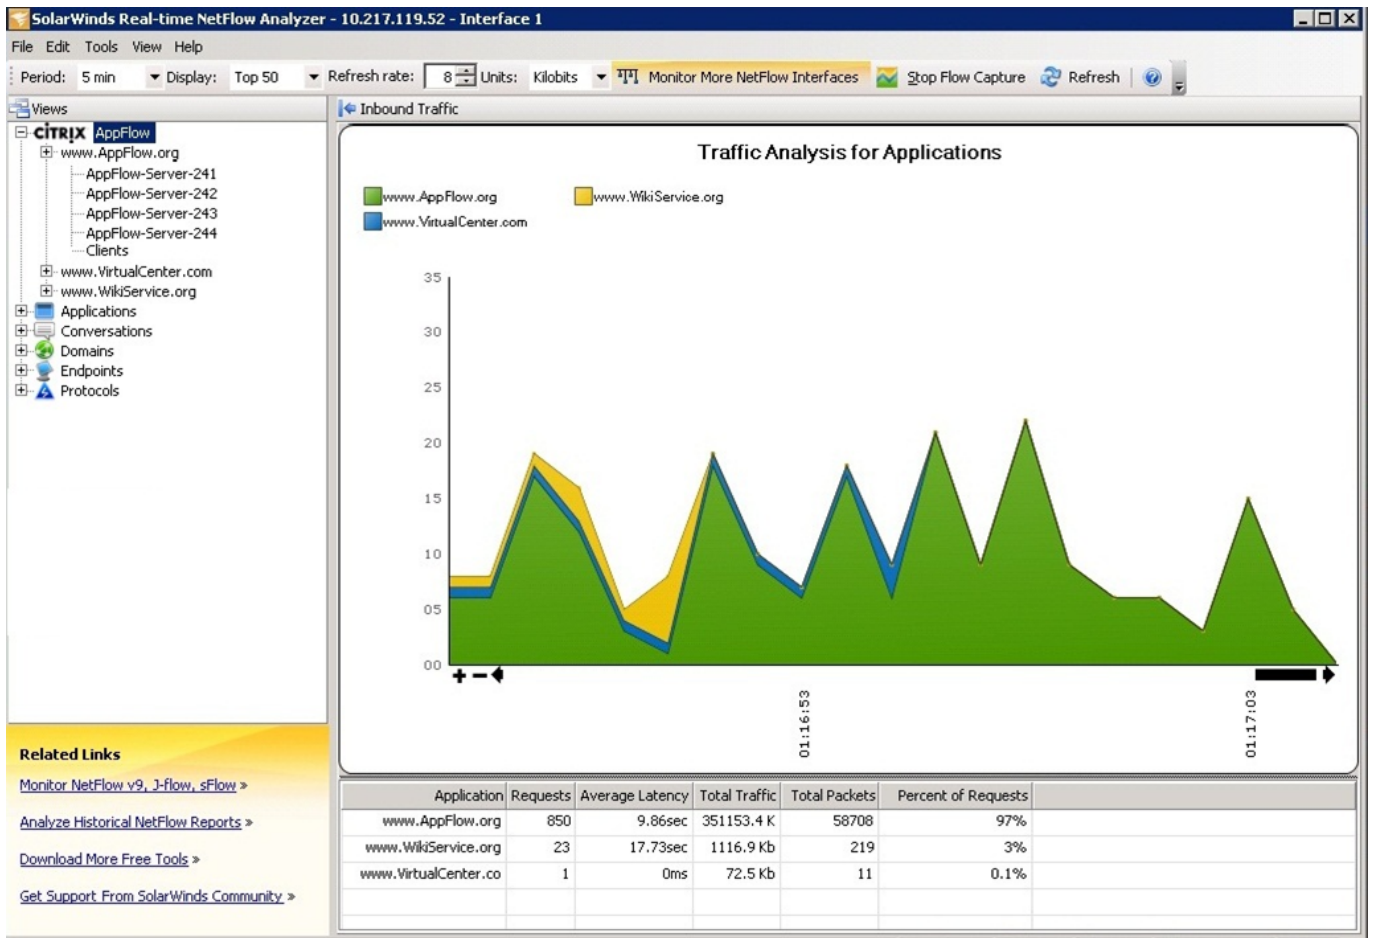 SolarWinds Real-time NetFlow Analyzer - 10.217.119.52 - Interface 1
File Edit Tools View Help
Period: 5 min Display: Top 50 Refresh rate: 8 Units: Kilobits Monitor More NetFlow Interfaces Stop Flow Capture Refresh
Views
CITRIX AppFlow
www.AppFlow.org
AppFlow-Server-241
AppFlow-Server-242
AppFlow-Server-243
AppFlow-Server-244
Clients
www.VirtualCenter.com
www.WikiService.org
Applications
Conversations
Domains
Endpoints
Protocols
Related Links
Monitor NetFlow v9, J-flow, sFlow »
Analyze Historical NetFlow Reports »
Download More Free Tools »
Get Support From SolarWinds Community »
Inbound Traffic
Traffic Analysis for Applications
www.AppFlow.org www.WikiService.org
www.VirtualCenter.com
35
30
25
20
15
10
05
00
01:16:53
01:17:03
Application Requests Average Latency Total Traffic Total Packets Percent of Requests
www.AppFlow.org 850 9.86sec 351153.4 K 58708 97%
www.WikiService.org 23 17.73sec 1116.9 Kb 219 3%
www.VirtualCenter.co 1 0ms 72.5 Kb 11 0.1%